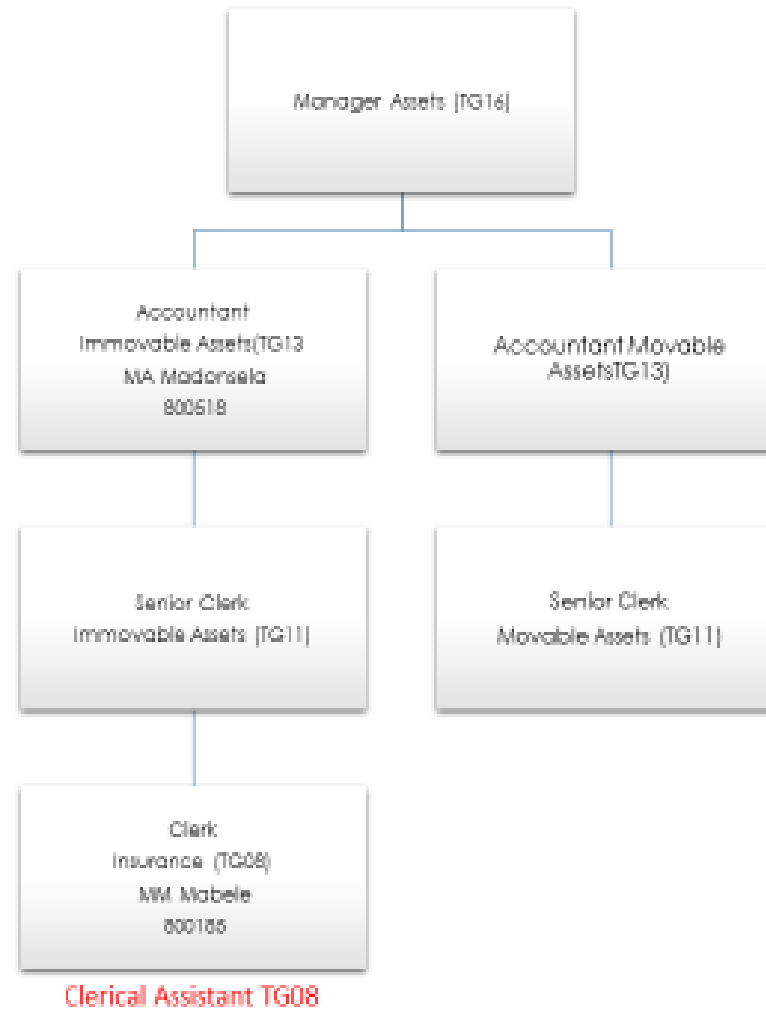 Manager Assets (TG16)
Accountant
Immovable Assets(TG13
MA Madonsela
800518
Accountant Movable
AssetsTG13)
Senior Clerk
Immovable Assets (TG11)
Senior Clerk
Movable Assets (TG11)
Clerk
Insurance (TG08)
MM Mabele
800185
Clerical Assistant TG08